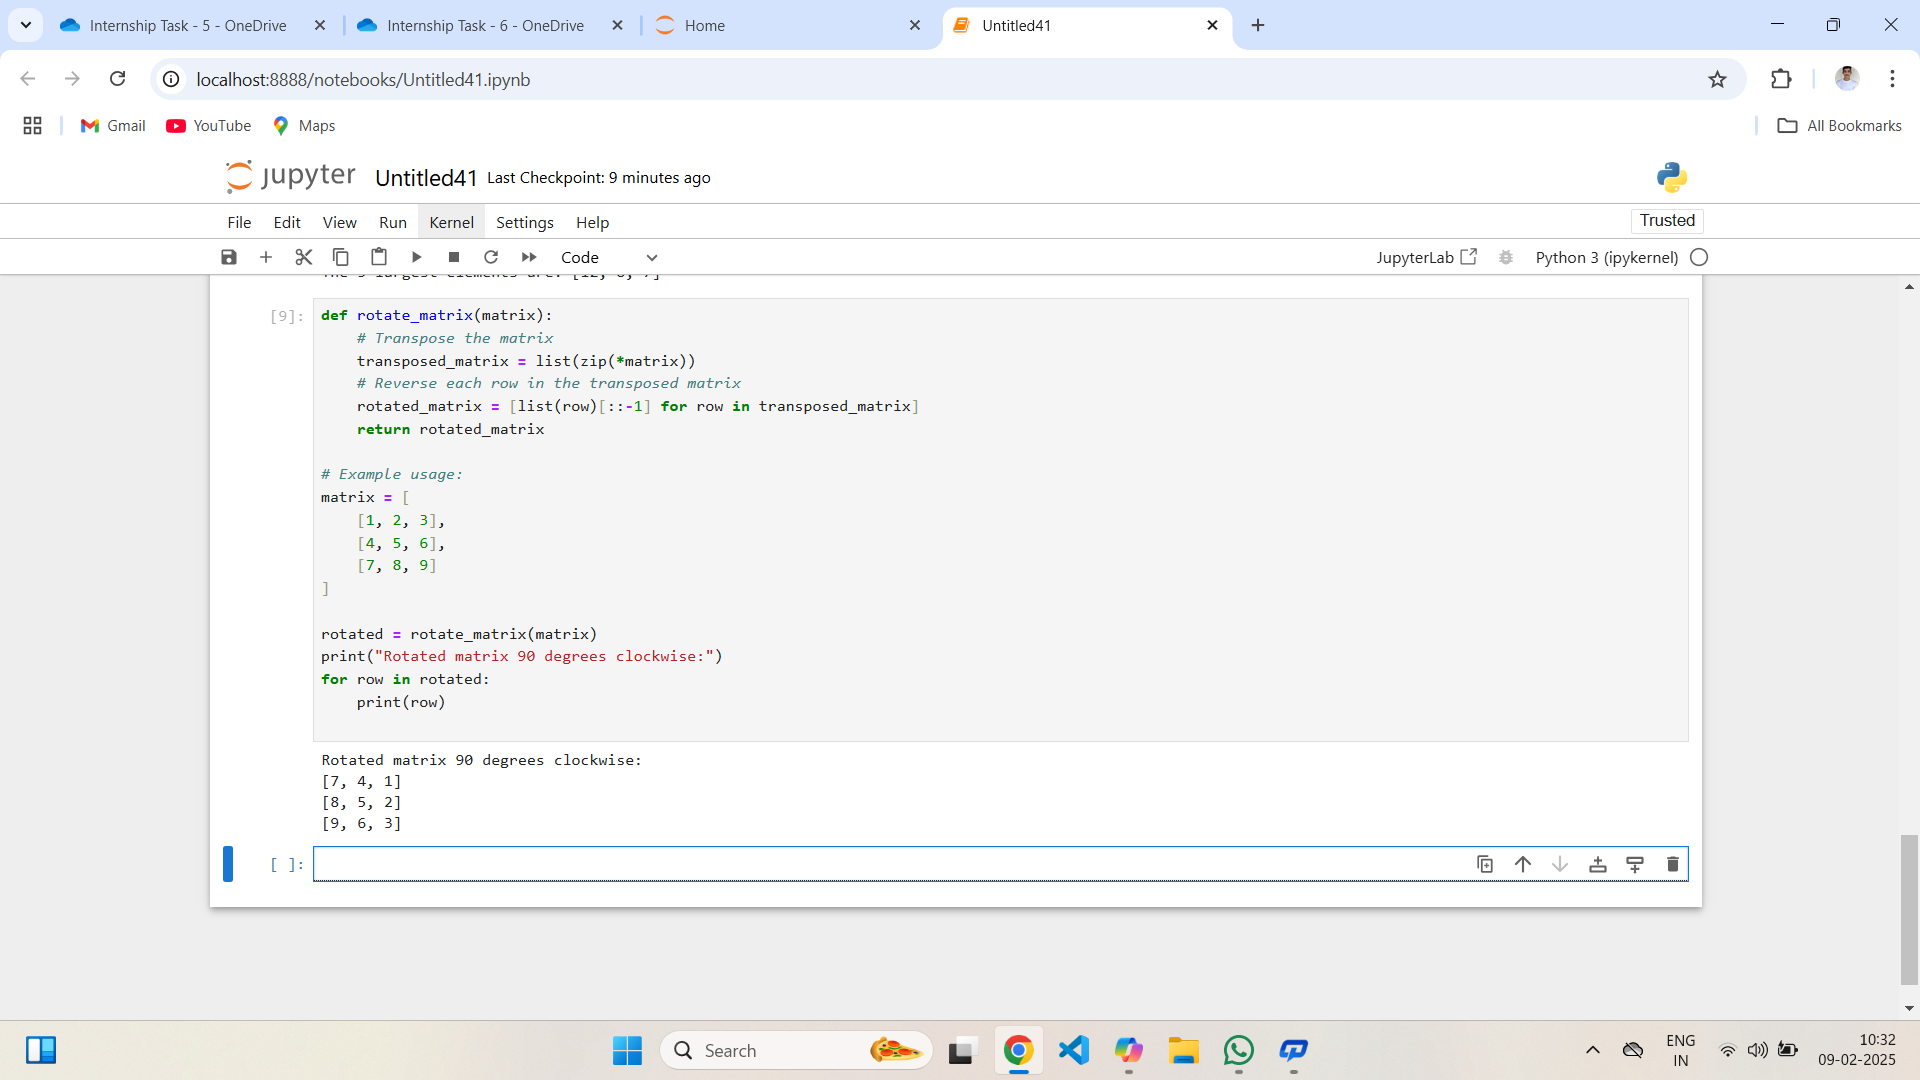 Internship Task - 5 - OneDrive
Internship Task - 6 - OneDrive
Home
Untitled41
localhost:8888/notebooks/Untitled41.ipynb
Gmail
YouTube
Maps
All Bookmarks
jupyter
Untitled41
Last Checkpoint: 9 minutes ago
File
Edit
View
Run
Kernel
Settings
Help
Trusted
Code
JupyterLab
Python 3 (ipykernel)
[9]:
def rotate_matrix(matrix):
    # Transpose the matrix
    transposed_matrix = list(zip(*matrix))
    # Reverse each row in the transposed matrix
    rotated_matrix = [list(row)[::-1] for row in transposed_matrix]
    return rotated_matrix
# Example usage:
matrix = [
    [1, 2, 3],
    [4, 5, 6],
    [7, 8, 9]
]
rotated = rotate_matrix(matrix)
print("Rotated matrix 90 degrees clockwise:")
for row in rotated:
    print(row)
Rotated matrix 90 degrees clockwise:
[7, 4, 1]
[8, 5, 2]
[9, 6, 3]
[ ]:
Search
ENG
IN
10:32
09-02-2025